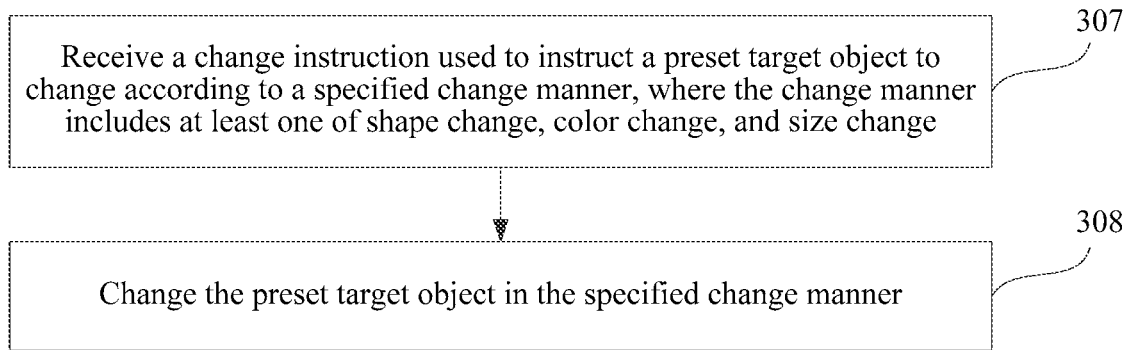 307
Receive a change instruction used to instruct a preset target object to
change according to a specified change manner, where the change manner
includes at least one of shape change, color change, and size change
308
Change the preset target object in the specified change manner